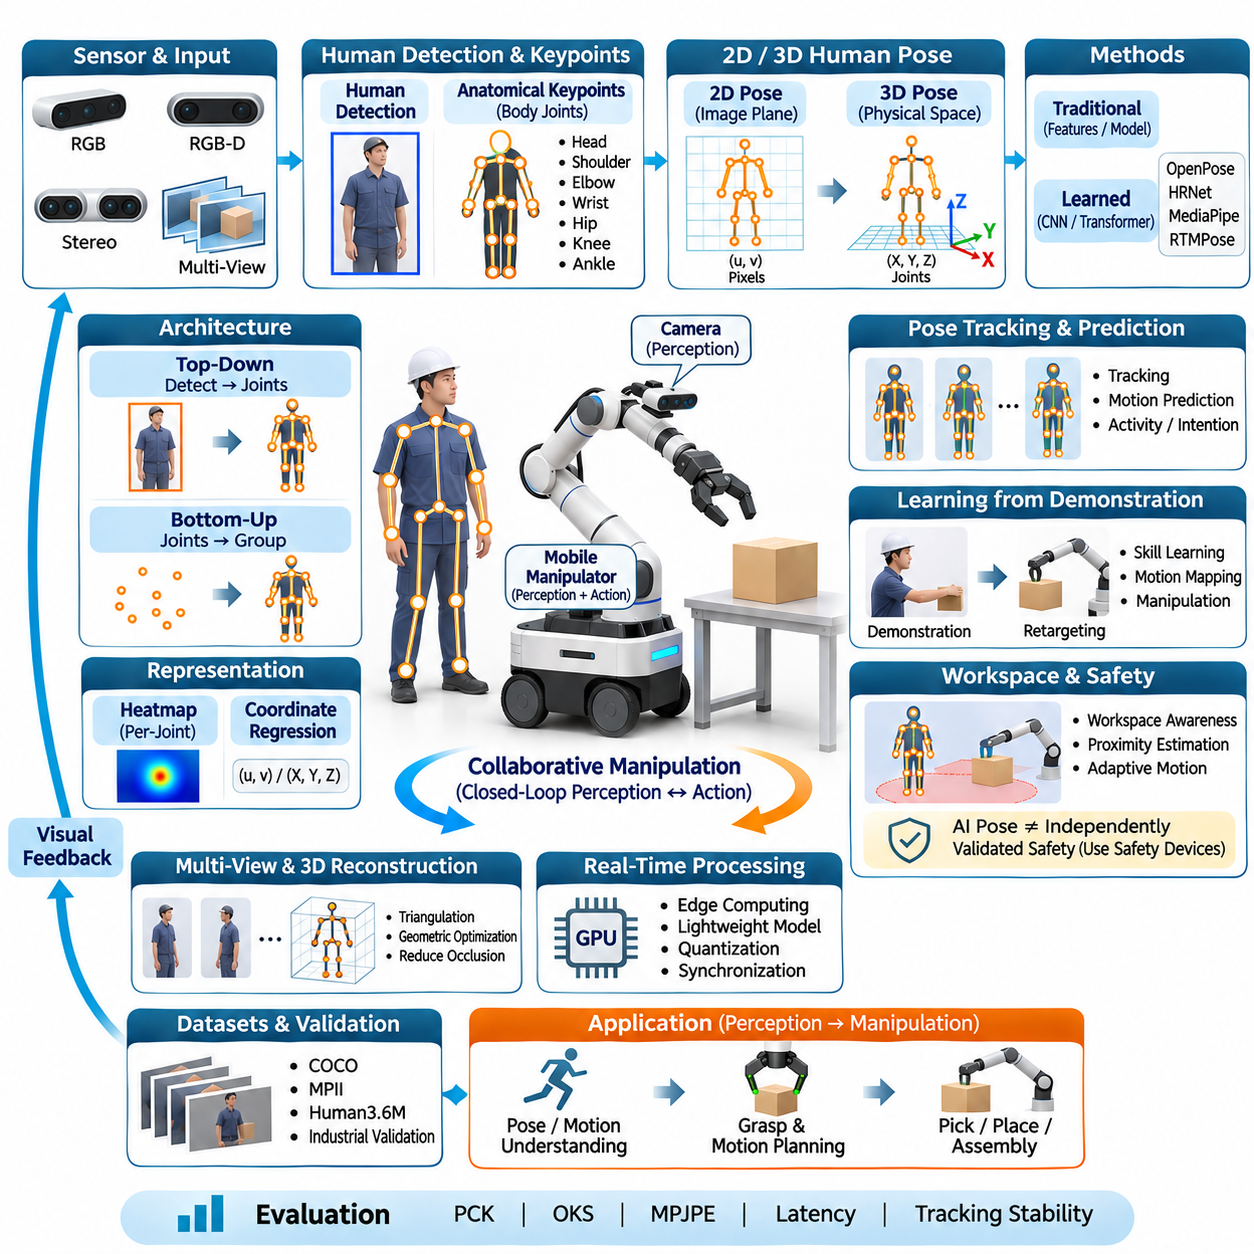 Sensor & Input
RGB
RGB-D
Stereo
Multi-View
Human Detection & Keypoints
Human
Detection
Anatomical Keypoints
(Body Joints)
• Head
• Shoulder
• Elbow
• Wrist
• Hip
• Knee
• Ankle
2D / 3D Human Pose
2D Pose
(Image Plane)
(u, v)
Pixels
3D Pose
(Physical Space)
Z
Y
X
(X, Y, Z)
Joints
Methods
Traditional
(Features / Model)
Learned
(CNN / Transformer)
OpenPose
HRNet
MediaPipe
RTMPose
Architecture
Top-Down
Detect → Joints
Bottom-Up
Joints → Group
Representation
Heatmap
(Per-Joint)
Coordinate
Regression
(u, v) / (X, Y, Z)
Visual
Feedback
Camera
(Perception)
Mobile
Manipulator
(Perception + Action)
Collaborative Manipulation
(Closed-Loop Perception ↔ Action)
Pose Tracking & Prediction
...
• Tracking
• Motion Prediction
• Activity / Intention
Learning from Demonstration
Demonstration
Retargeting
• Skill Learning
• Motion Mapping
• Manipulation
Workspace & Safety
• Workspace Awareness
• Proximity Estimation
• Adaptive Motion
AI Pose ≠ Independently
Validated Safety (Use Safety Devices)
Multi-View & 3D Reconstruction
...
• Triangulation
• Geometric Optimization
• Reduce Occlusion
Real-Time Processing
GPU
• Edge Computing
• Lightweight Model
• Quantization
• Synchronization
Datasets & Validation
• COCO
• MPII
• Human3.6M
• Industrial Validation
Application (Perception → Manipulation)
Pose / Motion
Understanding
Grasp &
Motion Planning
Pick / Place /
Assembly
Evaluation PCK | OKS | MPJPE | Latency | Tracking Stability